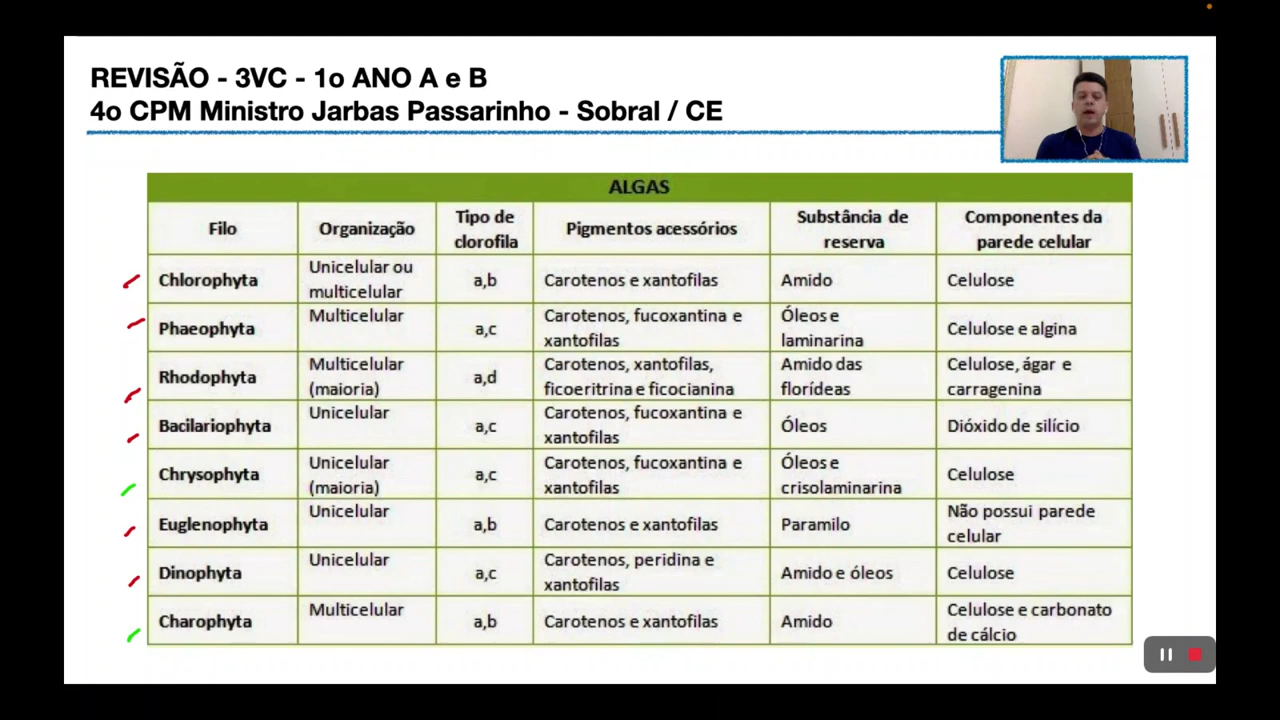 REVISÃO - 3VC - 1o ANO A e B
4o CPM Ministro Jarbas Passarinho - Sobral / CE
ALGAS
Filo
Organização
Tipo de
clorofila
Pigmentos acessórios
Substância de
reserva
Componentes da
parede celular
Chlorophyta
Unicelular ou
multicelular
a,b
Carotenos e xantofilas
Amido
Celulose
Phaeophyta
Multicelular
a,c
Carotenos, fucoxantina e
xantofilas
Óleos e
laminarina
Celulose e algina
Rhodophyta
Multicelular
(maioria)
a,d
Carotenos, xantofilas,
ficoeritrina e ficocianina
Amido das
florídeas
Celulose, ágar e
carragenina
Bacilariophyta
Unicelular
a,c
Carotenos, fucoxantina e
xantofilas
Óleos
Dióxido de silício
Chrysophyta
Unicelular
(maioria)
a,c
Carotenos, fucoxantina e
xantofilas
Óleos e
crisolaminarina
Celulose
Euglenophyta
Unicelular
a,b
Carotenos e xantofilas
Paramilo
Não possui parede
celular
Dinophyta
Unicelular
a,c
Carotenos, peridina e
xantofilas
Amido e óleos
Celulose
Charophyta
Multicelular
a,b
Carotenos e xantofilas
Amido
Celulose e carbonato
de cálcio